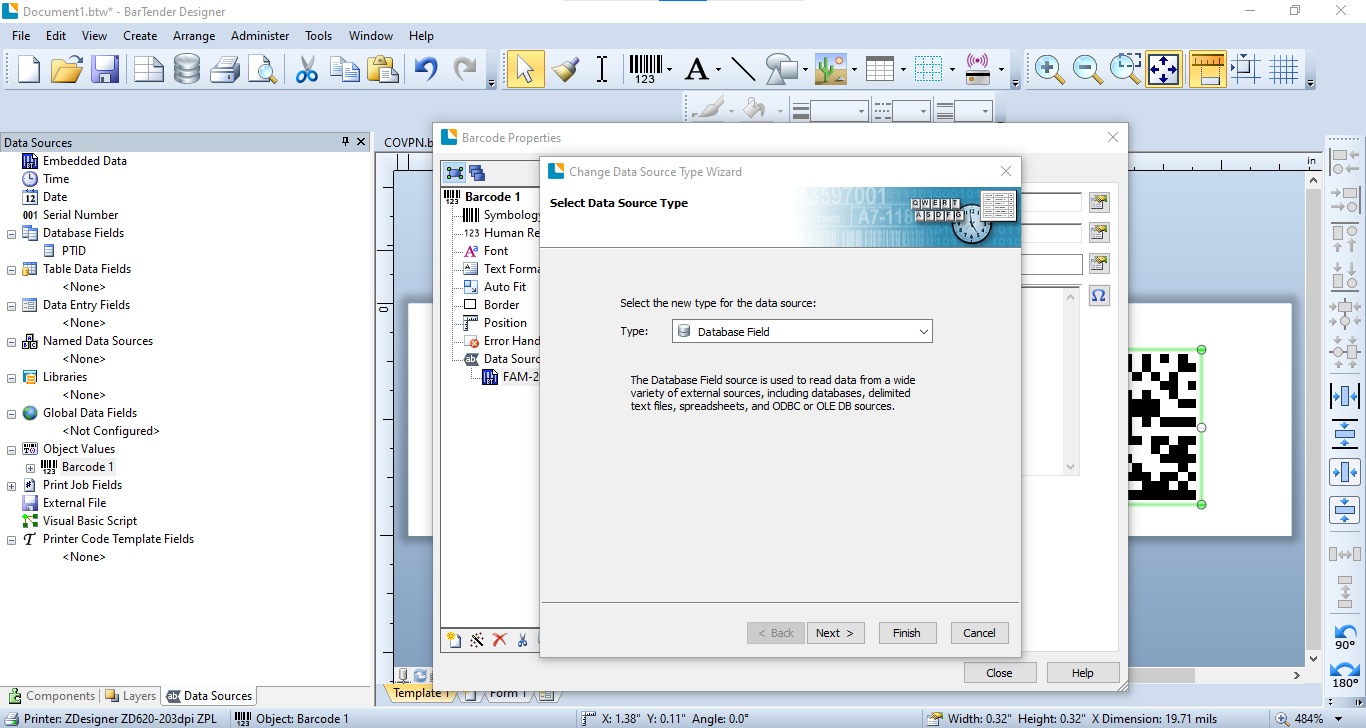 Document1.btw* - BarTender Designer
File Edit View Create Arrange Administer Tools Window Help
123
Data Sources
Embedded Data
Time
12 Date
001 Serial Number
Database Fields
PTID
Table Data Fields
<None>
Data Entry Fields
<None>
Named Data Sources
<None>
Libraries
<None>
Global Data Fields
<Not Configured>
Object Values
123 Barcode 1
Print Job Fields
External File
Visual Basic Script
Printer Code Template Fields
<None>
Components Layers Data Sources
COVPN.b
in
0
Barcode Properties
Barcode 1
Symbology
123 Human Re
Font
Text Forma
Auto Fit
Border
Position
Error Hand
Data Sourc
FAM-2
Ω
Close Help
Change Data Source Type Wizard
Select Data Source Type
3597001
A7-118
Q W E R T
A S D F G
Select the new type for the data source:
Type: Database Field
The Database Field source is used to read data from a wide
variety of external sources, including databases, delimited
text files, spreadsheets, and ODBC or OLE DB sources.
< Back Next > Finish Cancel
90°
180°
Template 1 Form 1
Printer: ZDesigner ZD620-203dpi ZPL Object: Barcode 1 X: 1.38" Y: 0.11" Angle: 0.0° Width: 0.32" Height: 0.32" X Dimension: 19.71 mils 484%